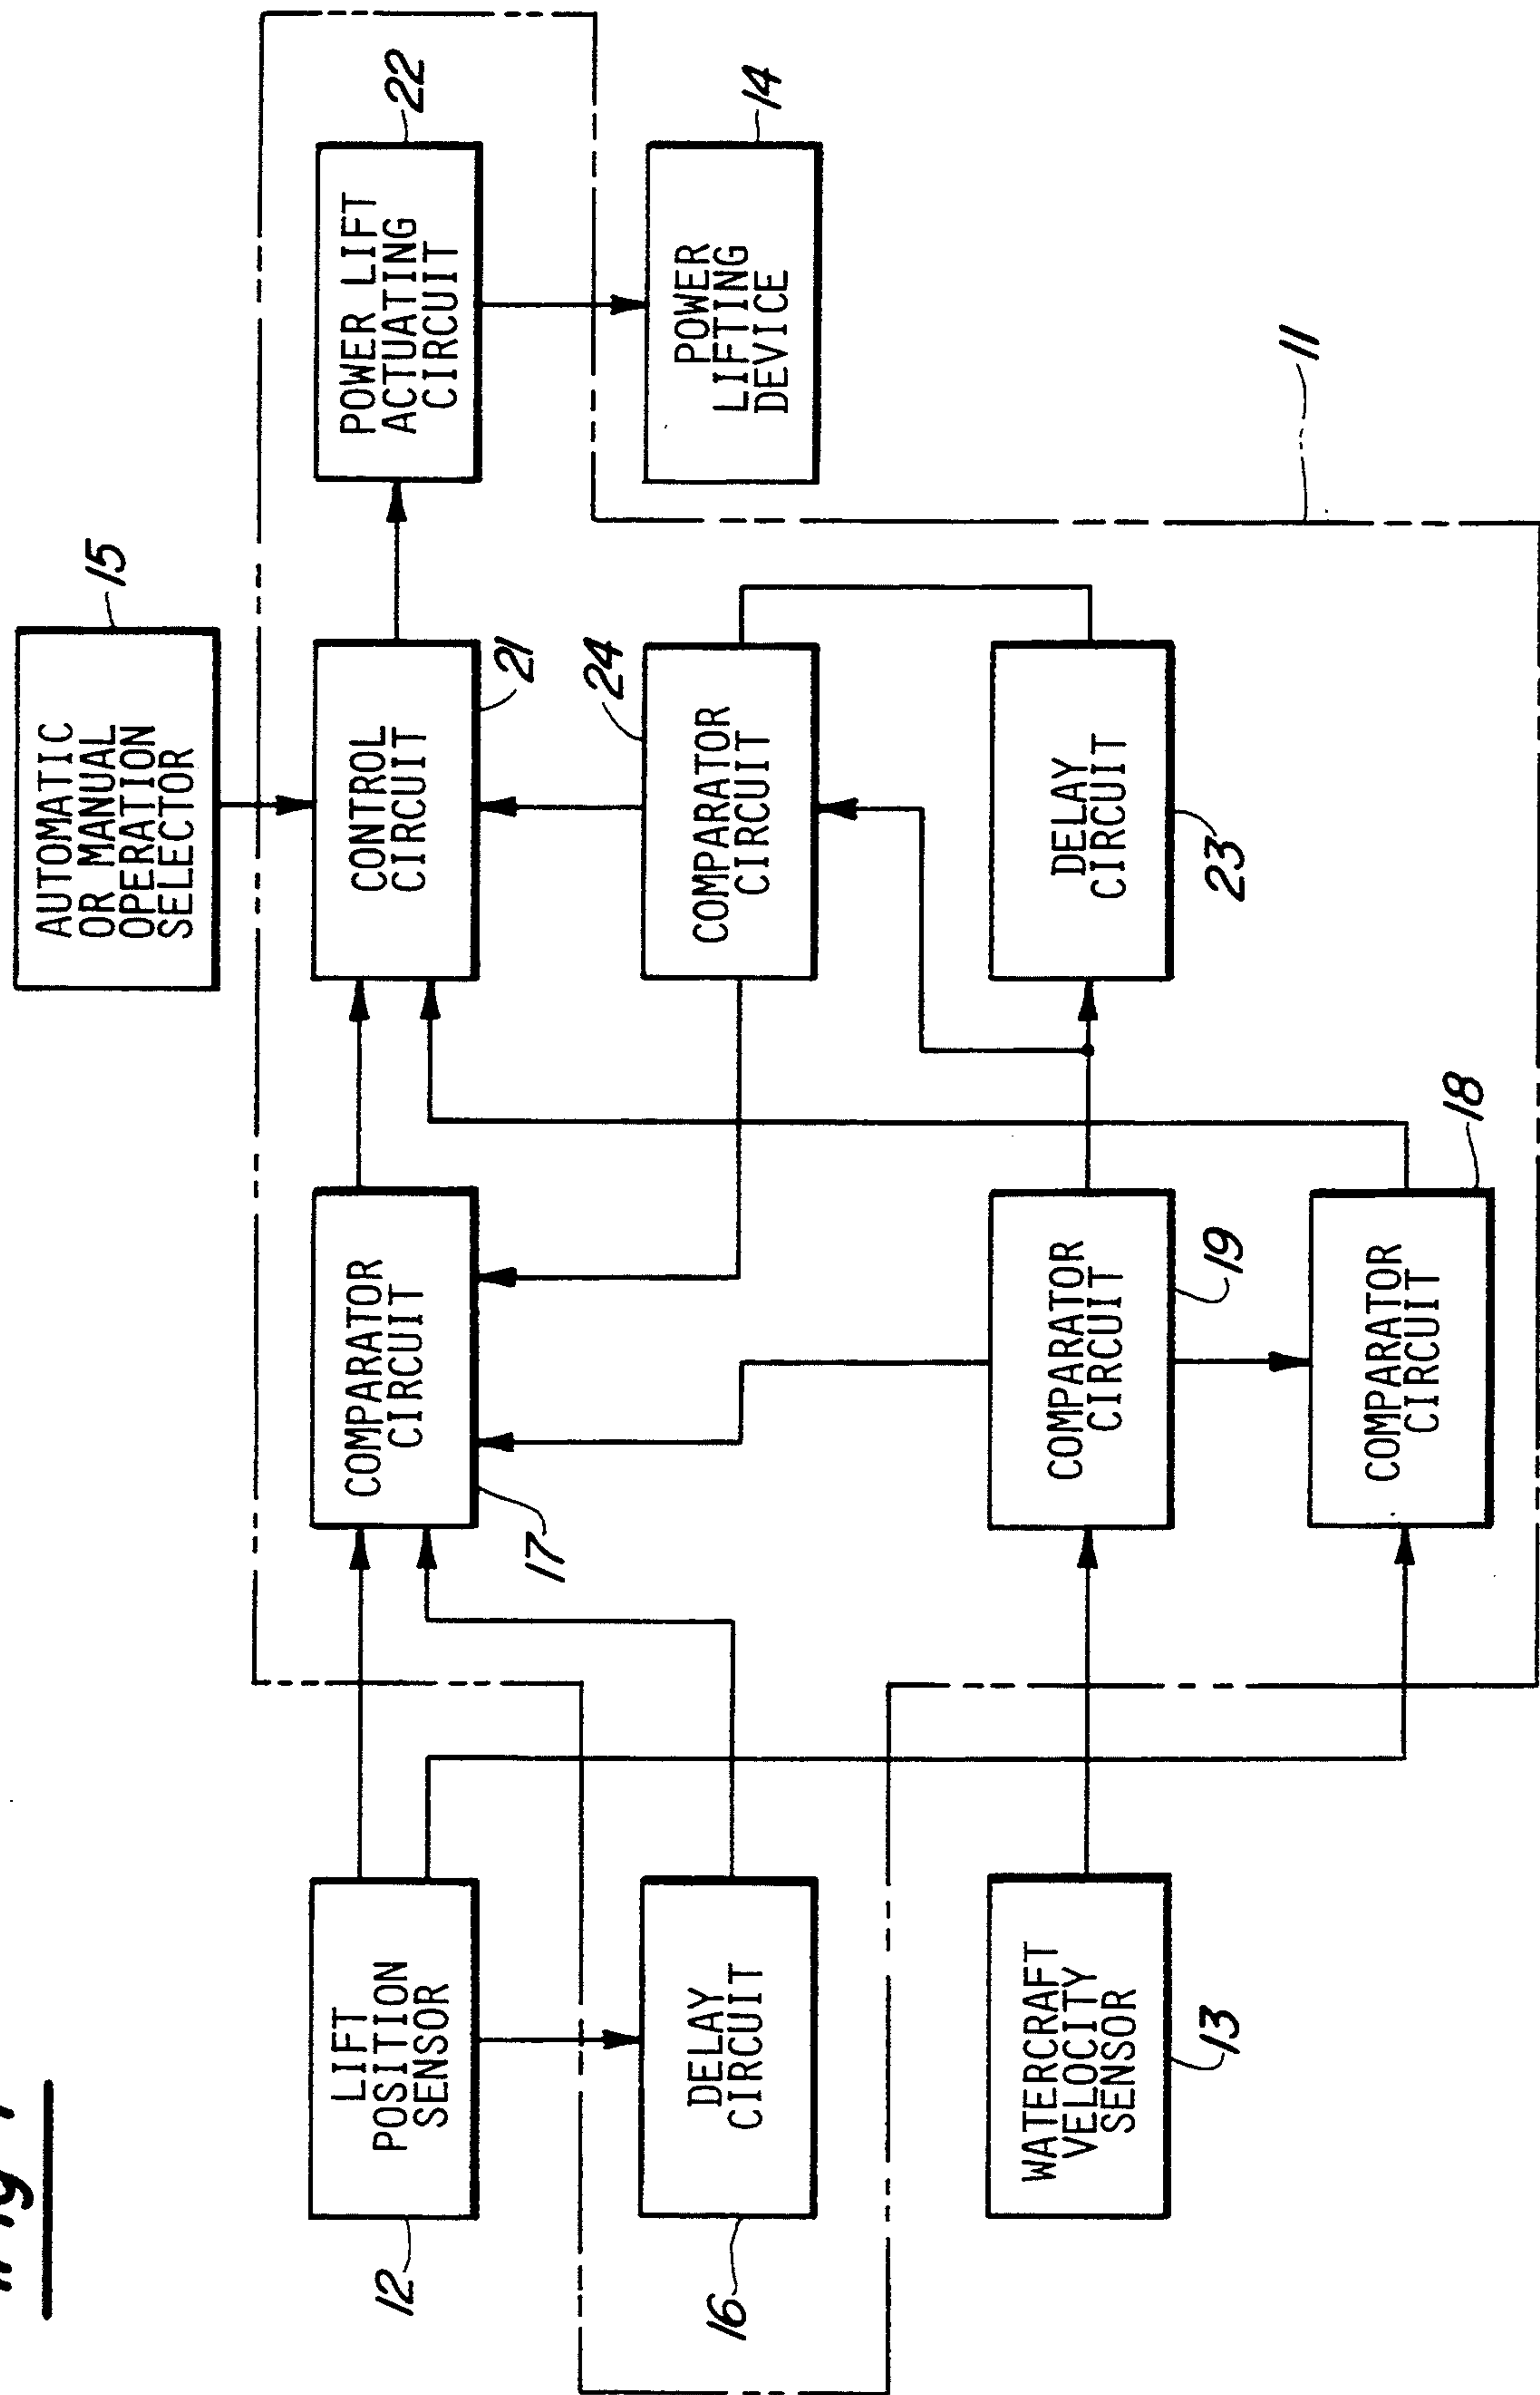 AUTOMATIC
OR MANUAL
OPERATION
SELECTOR
15
LIFT
POSITION
SENSOR
12
COMPARATOR
CIRCUIT
17
CONTROL
CIRCUIT
21
POWER LIFT
ACTUATING
CIRCUIT
22
DELAY
CIRCUIT
16
COMPARATOR
CIRCUIT
24
POWER
LIFTING
DEVICE
14
WATERCRAFT
VELOCITY
SENSOR
13
COMPARATOR
CIRCUIT
19
DELAY
CIRCUIT
23
COMPARATOR
CIRCUIT
18
11